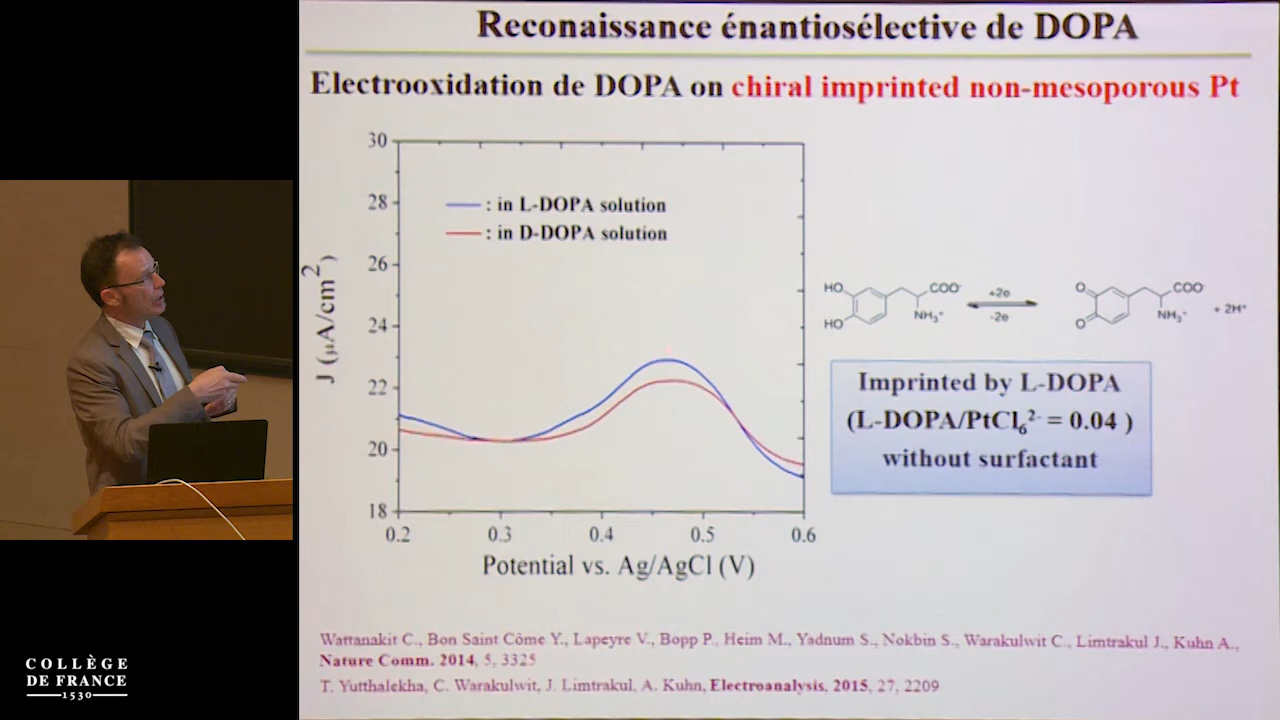 Reconaissance énantiosélective de DOPA
Electrooxidation de DOPA on chiral imprinted non-mesoporous Pt
30
28
26
24
22
20
18
J (µA/cm²)
: in L-DOPA solution
: in D-DOPA solution
0.2 0.3 0.4 0.5 0.6
Potential vs. Ag/AgCl (V)
HO
HO
COO⁻
NH₃⁺
+2e
-2e
O
O
COO⁻
NH₃⁺
+ 2H⁺
Imprinted by L-DOPA
(L-DOPA/PtCl₆²⁻ = 0.04 )
without surfactant
Wattanakit C., Bon Saint Côme Y., Lapeyre V., Bopp P., Heim M., Yadnum S., Nokbin S., Warakulwit C., Limtrakul J., Kuhn A.,
Nature Comm. 2014, 5, 3325
T. Yutthalekha, C. Warakulwit, J. Limtrakul, A. Kuhn, Electroanalysis, 2015, 27, 2209
COLLÈGE
DE FRANCE
1530